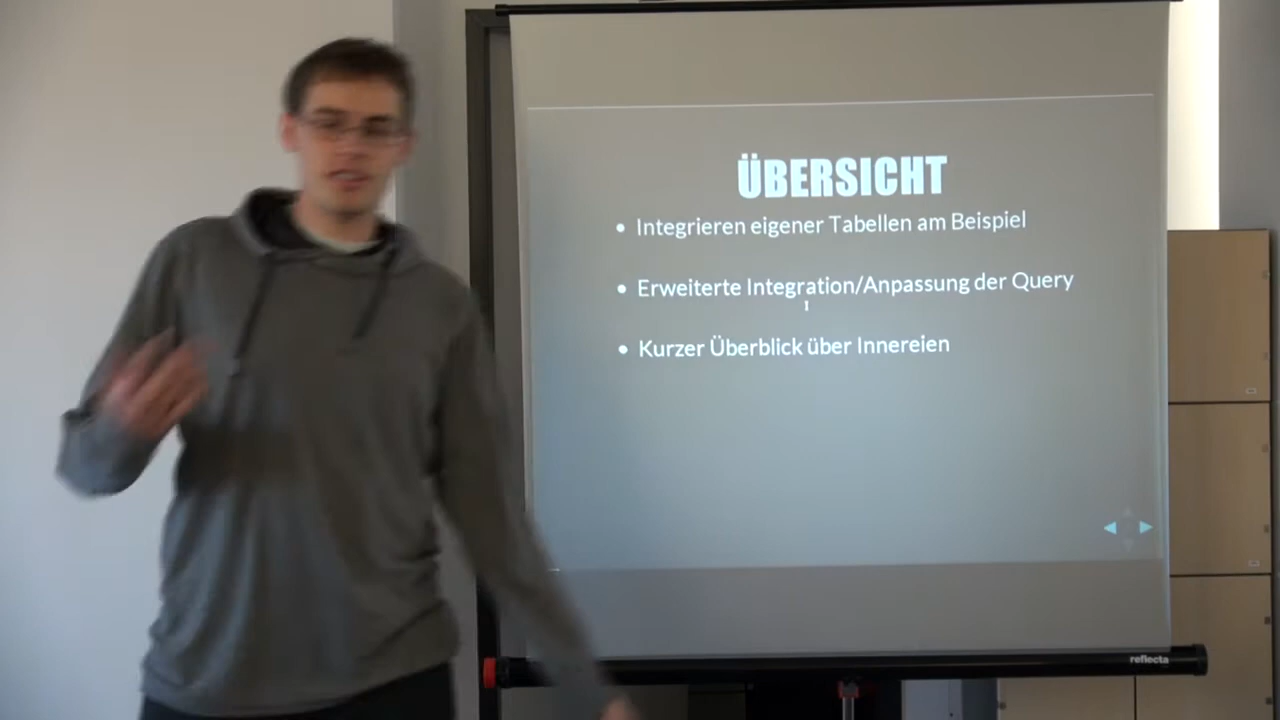 ÜBERSICHT
• Integrieren eigener Tabellen am Beispiel
• Erweiterte Integration/Anpassung der Query
• Kurzer Überblick über Innereien
reflecta